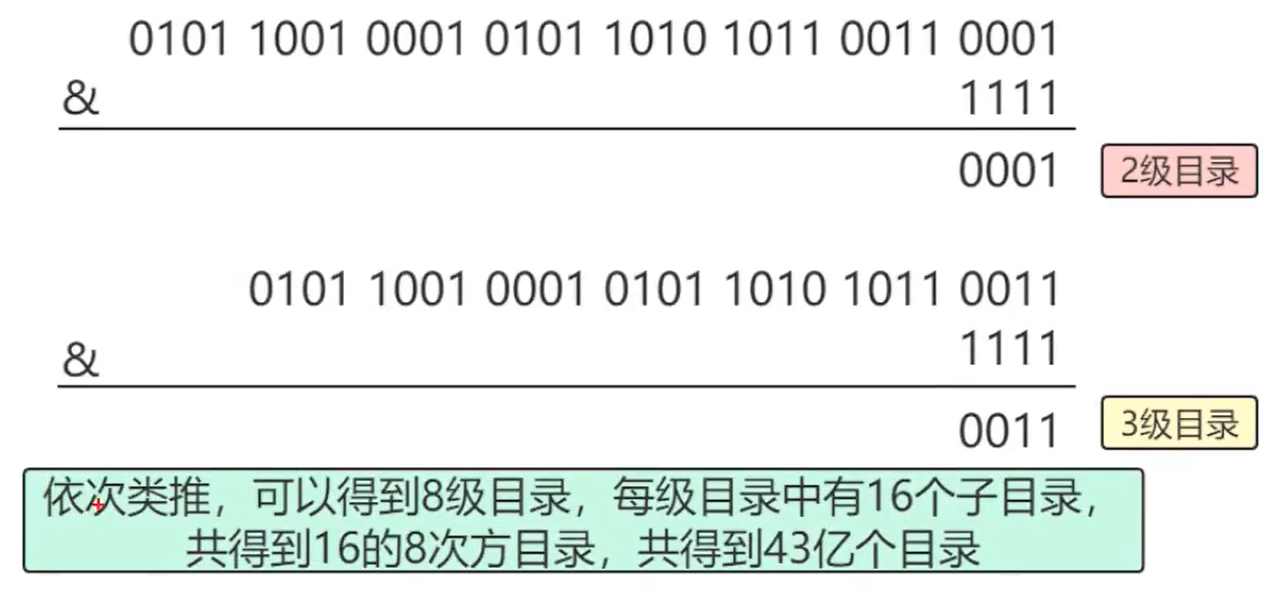 0101 1001 0001 0101 1010 1011 0011 0001
& 1111
0001
2级目录
0101 1001 0001 0101 1010 1011 0011
& 1111
0011
3级目录
依次类推，可以得到8级目录，每级目录中有16个子目录，
共得到16的8次方目录，共得到43亿个目录